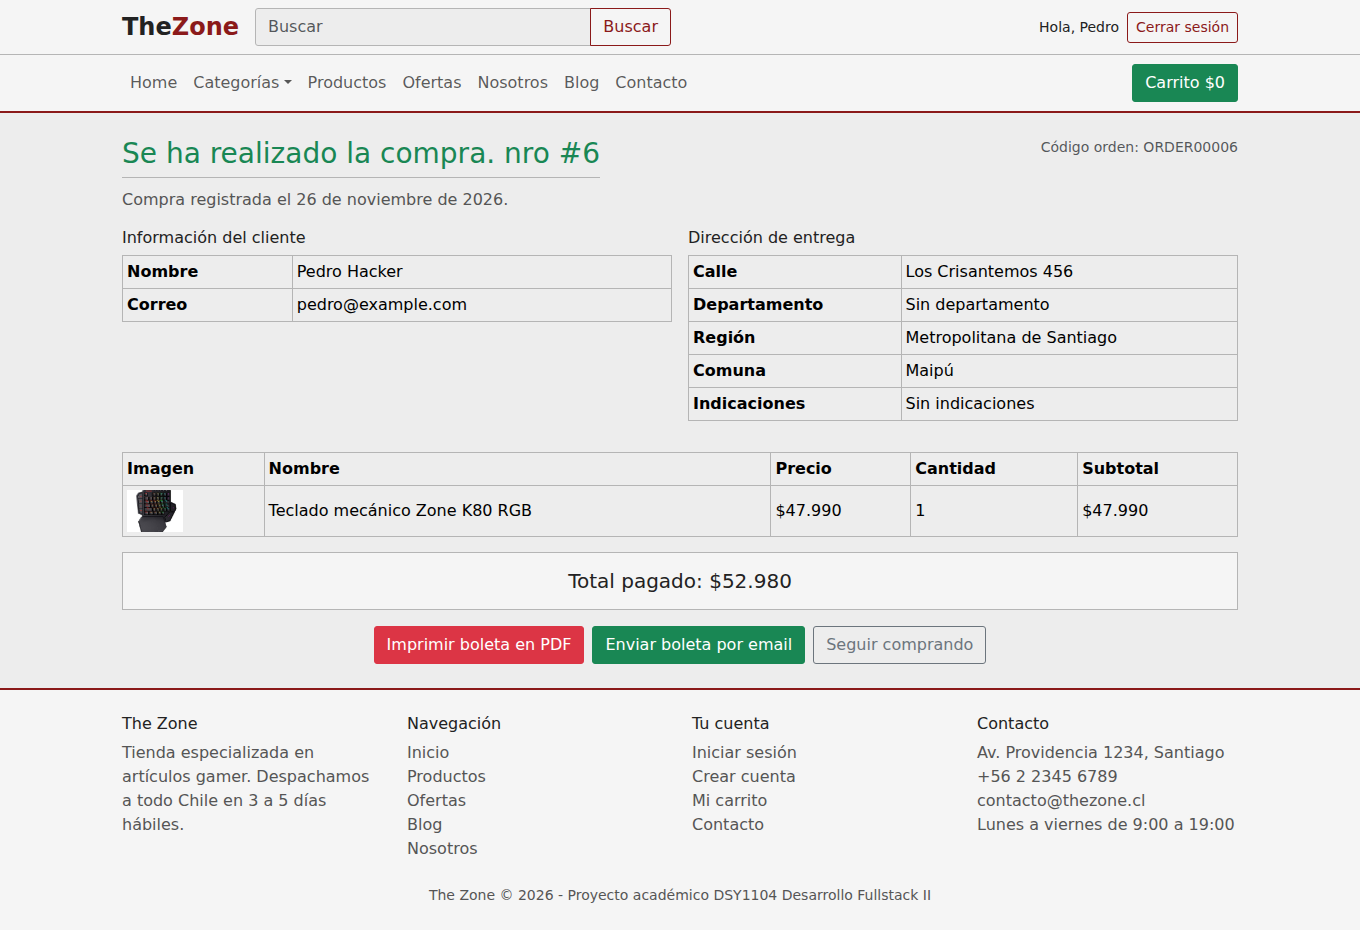 TheZone
Buscar
Buscar
Hola, Pedro
Cerrar sesión
Home
Categorías
Productos
Ofertas
Nosotros
Blog
Contacto
Carrito $0
Se ha realizado la compra. nro #6
Código orden: ORDER00006
Compra registrada el 26 de noviembre de 2026.
Información del cliente
Nombre Pedro Hacker
Correo pedro@example.com
Dirección de entrega
Calle Los Crisantemos 456
Departamento Sin departamento
Región Metropolitana de Santiago
Comuna Maipú
Indicaciones Sin indicaciones
Imagen Nombre Precio Cantidad Subtotal
Teclado mecánico Zone K80 RGB $47.990 1 $47.990
Total pagado: $52.980
Imprimir boleta en PDF
Enviar boleta por email
Seguir comprando
The Zone
Tienda especializada en
artículos gamer. Despachamos
a todo Chile en 3 a 5 días
hábiles.
Navegación
Inicio
Productos
Ofertas
Blog
Nosotros
Tu cuenta
Iniciar sesión
Crear cuenta
Mi carrito
Contacto
Contacto
Av. Providencia 1234, Santiago
+56 2 2345 6789
contacto@thezone.cl
Lunes a viernes de 9:00 a 19:00
The Zone © 2026 - Proyecto académico DSY1104 Desarrollo Fullstack II